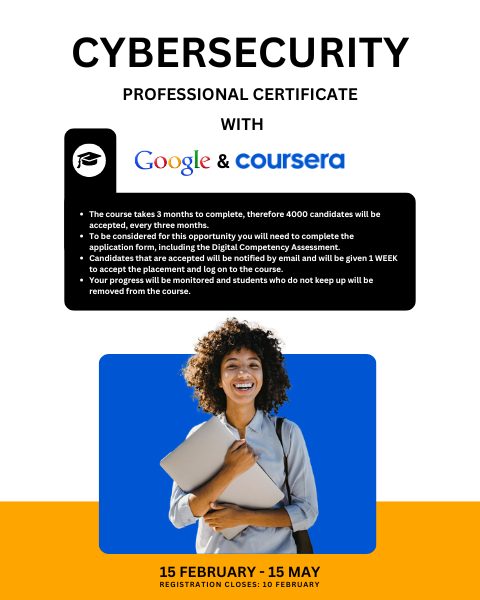 CYBERSECURITY
PROFESSIONAL CERTIFICATE
WITH
Google & coursera
The course takes 3 months to complete, therefore 4000 candidates will be
accepted, every three months.
To be considered for this opportunity you will need to complete the
application form, including the Digital Competency Assessment.
Candidates that are accepted will be notified by email and will be given 1 WEEK
to accept the placement and log on to the course.
Your progress will be monitored and students who do not keep up will be
removed from the course.
15 FEBRUARY - 15 MAY
REGISTRATION CLOSES: 10 FEBRUARY